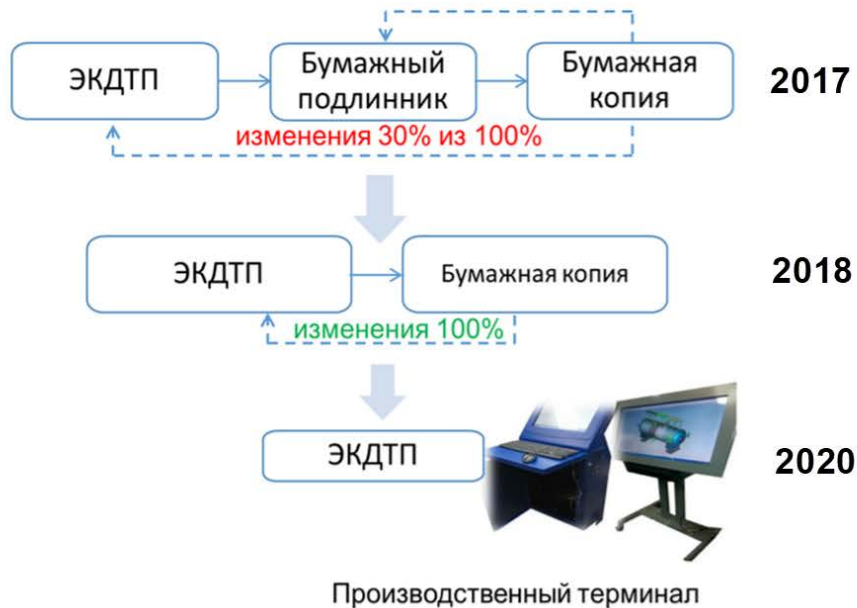 ЭКДТП
Бумажный
подлинник
Бумажная
копия
2017
изменения 30% из 100%
ЭКДТП
Бумажная копия
2018
изменения 100%
ЭКДТП
2020
Производственный терминал